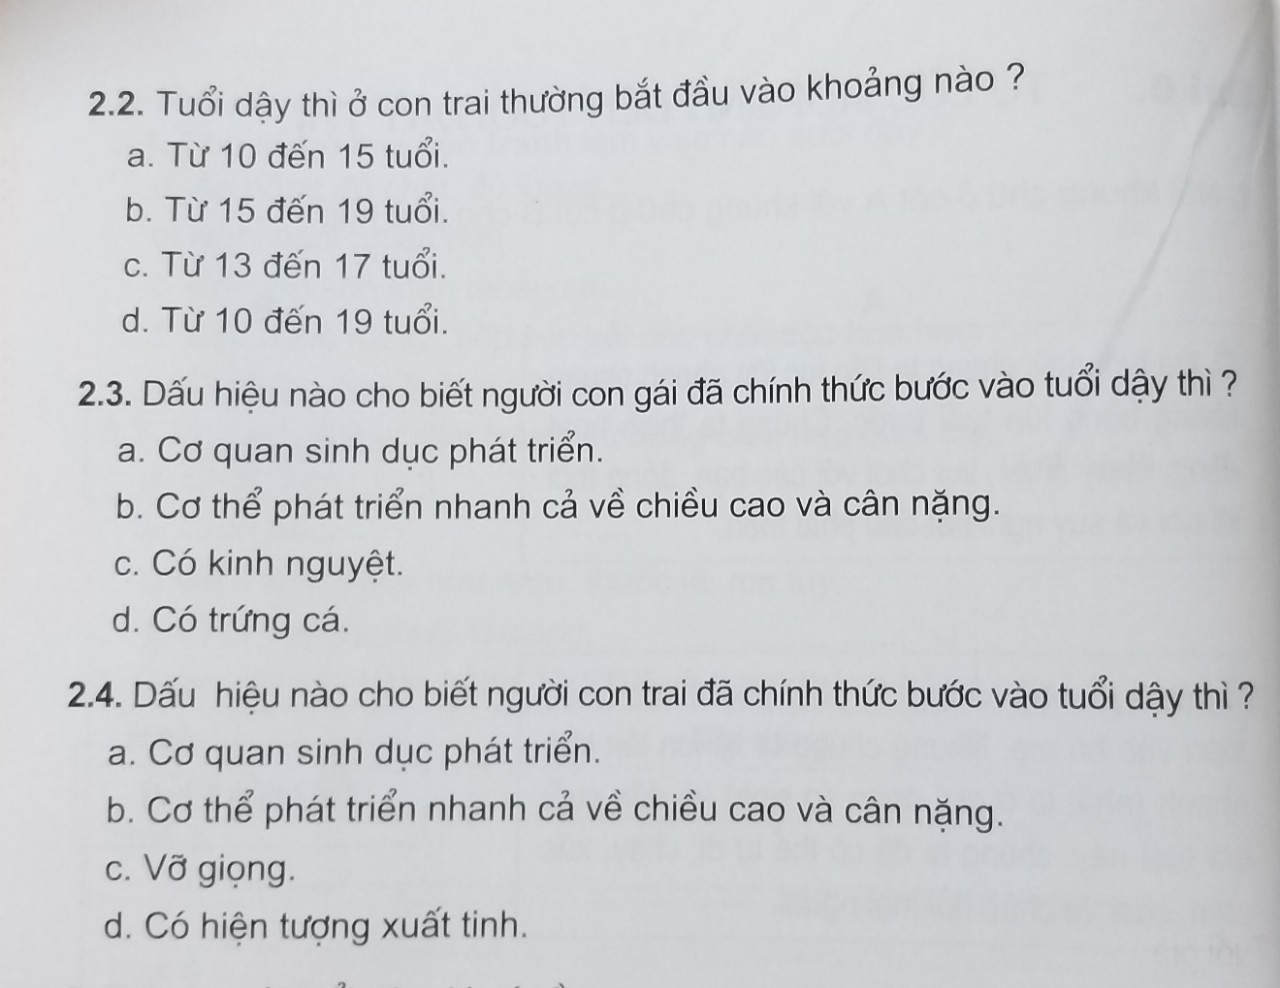 2.2. Tuổi dậy thì ở con trai thường bắt đầu vào khoảng nào ?
a. Từ 10 đến 15 tuổi.
b. Từ 15 đến 19 tuổi.
c. Từ 13 đến 17 tuổi.
d. Từ 10 đến 19 tuổi.
2.3. Dấu hiệu nào cho biết người con gái đã chính thức bước vào tuổi dậy thì ?
a. Cơ quan sinh dục phát triển.
b. Cơ thể phát triển nhanh cả về chiều cao và cân nặng.
c. Có kinh nguyệt.
d. Có trứng cá.
2.4. Dấu hiệu nào cho biết người con trai đã chính thức bước vào tuổi dậy thì ?
a. Cơ quan sinh dục phát triển.
b. Cơ thể phát triển nhanh cả về chiều cao và cân nặng.
c. Vỡ giọng.
d. Có hiện tượng xuất tinh.